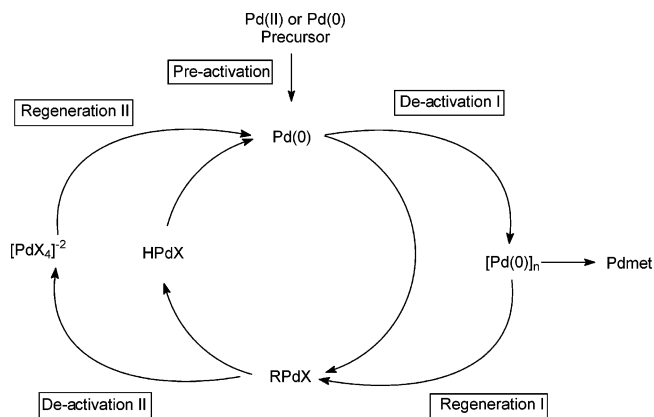 Pd(II) or Pd(0)
Precursor
Pre-activation
De-activation I
Regeneration II
Pd(0)
[PdX₄]⁻²
HPdX
[Pd(0)]ₙ
Pdmet
RPdX
De-activation II
Regeneration I